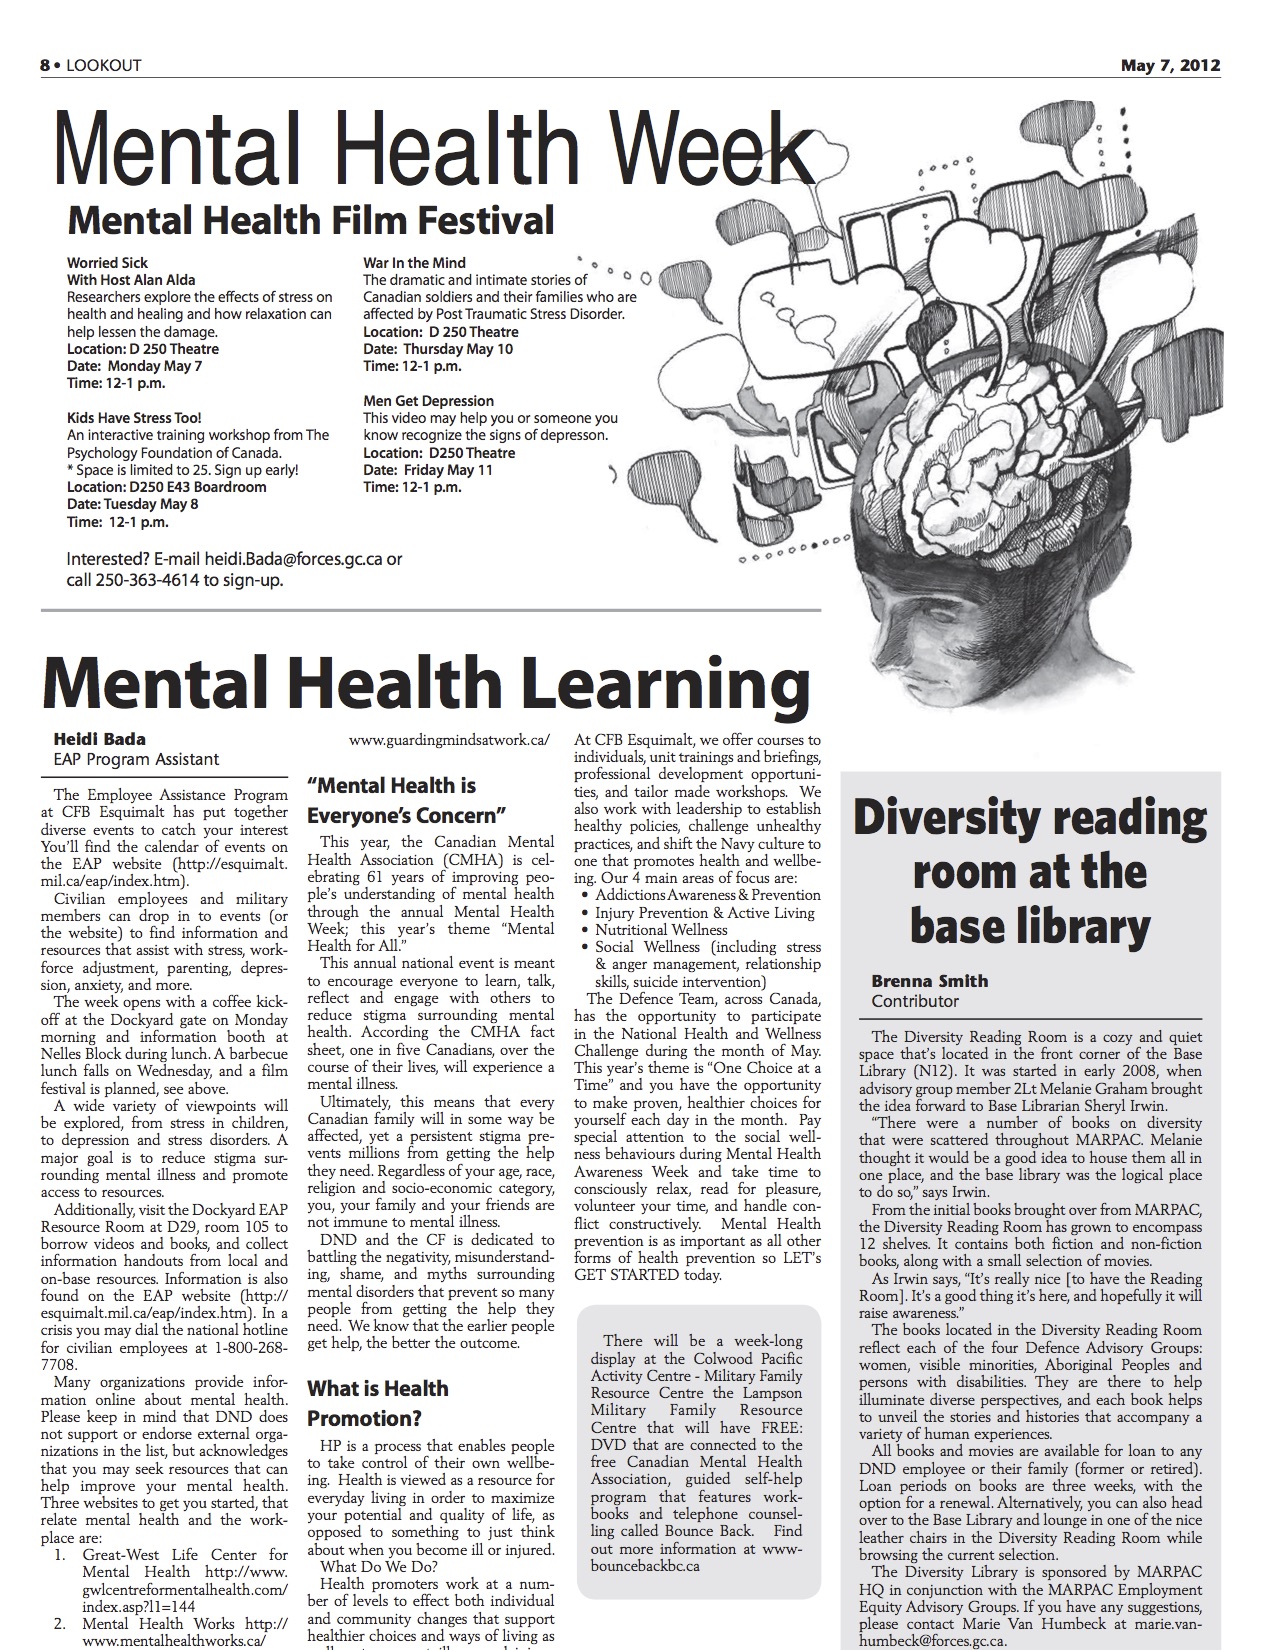 8 • LOOKOUT
May 7, 2012
Mental Health Week
Mental Health Film Festival
Worried Sick
With Host Alan Alda
Researchers explore the effects of stress on
health and healing and how relaxation can
help lessen the damage.
Location: D 250 Theatre
Date:  Monday May 7
Time: 12-1 p.m.
Kids Have Stress Too!
An interactive training workshop from The
Psychology Foundation of Canada.
* Space is limited to 25. Sign up early!
Location: D250 E43 Boardroom
Date: Tuesday May 8
Time:  12-1 p.m.
War In the Mind
The dramatic and intimate stories of
Canadian soldiers and their families who are
affected by Post Traumatic Stress Disorder.
Location:  D 250 Theatre
Date:  Thursday May 10
Time: 12-1 p.m.
Men Get Depression
This video may help you or someone you
know recognize the signs of depresson.
Location:  D250 Theatre
Date:  Friday May 11
Time: 12-1 p.m.
Interested? E-mail heidi.Bada@forces.gc.ca or
call 250-363-4614 to sign-up.
Mental Health Learning
Heidi Bada
EAP Program Assistant
The Employee Assistance Program
at CFB Esquimalt has put together
diverse events to catch your interest
You'll find the calendar of events on
the EAP website (http://esquimalt.
mil.ca/eap/index.htm).
Civilian employees and military
members can drop in to events (or
the website) to find information and
resources that assist with stress, work-
force adjustment, parenting, depres-
sion, anxiety, and more.
The week opens with a coffee kick-
off at the Dockyard gate on Monday
morning and information booth at
Nelles Block during lunch. A barbecue
lunch falls on Wednesday, and a film
festival is planned, see above.
A wide variety of viewpoints will
be explored, from stress in children,
to depression and stress disorders. A
major goal is to reduce stigma sur-
rounding mental illness and promote
access to resources.
Additionally, visit the Dockyard EAP
Resource Room at D29, room 105 to
borrow videos and books, and collect
information handouts from local and
on-base resources. Information is also
found on the EAP website (http://
esquimalt.mil.ca/eap/index.htm). In a
crisis you may dial the national hotline
for civilian employees at 1-800-268-
7708.
Many organizations provide infor-
mation online about mental health.
Please keep in mind that DND does
not support or endorse external orga-
nizations in the list, but acknowledges
that you may seek resources that can
help improve your mental health.
Three websites to get you started, that
relate mental health and the work-
place are:
1. Great-West Life Center for
Mental Health http://www.
gwlcentreformentalhealth.com/
index.asp?l1=144
2. Mental Health Works http://
www.mentalhealthworks.ca/
www.guardingmindsatwork.ca/
“Mental Health is
Everyone’s Concern”
This year, the Canadian Mental
Health Association (CMHA) is cel-
ebrating 61 years of improving peo-
ple's understanding of mental health
through the annual Mental Health
Week; this year's theme "Mental
Health for All."
This annual national event is meant
to encourage everyone to learn, talk,
reflect and engage with others to
reduce stigma surrounding mental
health. According the CMHA fact
sheet, one in five Canadians, over the
course of their lives, will experience a
mental illness.
Ultimately, this means that every
Canadian family will in some way be
affected, yet a persistent stigma pre-
vents millions from getting the help
they need. Regardless of your age, race,
religion and socio-economic category,
you, your family and your friends are
not immune to mental illness.
DND and the CF is dedicated to
battling the negativity, misunderstand-
ing, shame, and myths surrounding
mental disorders that prevent so many
people from getting the help they
need. We know that the earlier people
get help, the better the outcome.
What is Health
Promotion?
HP is a process that enables people
to take control of their own wellbe-
ing. Health is viewed as a resource for
everyday living in order to maximize
your potential and quality of life, as
opposed to something to just think
about when you become ill or injured.
What Do We Do?
Health promoters work at a num-
ber of levels to effect both individual
and community changes that support
healthier choices and ways of living as
At CFB Esquimalt, we offer courses to
individuals, unit trainings and briefings,
professional development opportuni-
ties, and tailor made workshops. We
also work with leadership to establish
healthy policies, challenge unhealthy
practices, and shift the Navy culture to
one that promotes health and wellbe-
ing. Our 4 main areas of focus are:
• Addictions Awareness & Prevention
• Injury Prevention & Active Living
• Nutritional Wellness
• Social Wellness (including stress
& anger management, relationship
skills, suicide intervention)
The Defence Team, across Canada,
has the opportunity to participate
in the National Health and Wellness
Challenge during the month of May.
This year's theme is "One Choice at a
Time" and you have the opportunity
to make proven, healthier choices for
yourself each day in the month. Pay
special attention to the social well-
ness behaviours during Mental Health
Awareness Week and take time to
consciously relax, read for pleasure,
volunteer your time, and handle con-
flict constructively. Mental Health
prevention is as important as all other
forms of health prevention so LET's
GET STARTED today.
There will be a week-long
display at the Colwood Pacific
Activity Centre - Military Family
Resource Centre the Lampson
Military Family Resource
Centre that will have FREE:
DVD that are connected to the
free Canadian Mental Health
Association, guided self-help
program that features work-
books and telephone counsel-
ling called Bounce Back. Find
out more information at www-
bouncebackbc.ca
Diversity reading
room at the
base library
Brenna Smith
Contributor
The Diversity Reading Room is a cozy and quiet
space that's located in the front corner of the Base
Library (N12). It was started in early 2008, when
advisory group member 2Lt Melanie Graham brought
the idea forward to Base Librarian Sheryl Irwin.
"There were a number of books on diversity
that were scattered throughout MARPAC. Melanie
thought it would be a good idea to house them all in
one place, and the base library was the logical place
to do so," says Irwin.
From the initial books brought over from MARPAC,
the Diversity Reading Room has grown to encompass
12 shelves. It contains both fiction and non-fiction
books, along with a small selection of movies.
As Irwin says, "It's really nice [to have the Reading
Room]. It's a good thing it's here, and hopefully it will
raise awareness."
The books located in the Diversity Reading Room
reflect each of the four Defence Advisory Groups:
women, visible minorities, Aboriginal Peoples and
persons with disabilities. They are there to help
illuminate diverse perspectives, and each book helps
to unveil the stories and histories that accompany a
variety of human experiences.
All books and movies are available for loan to any
DND employee or their family (former or retired).
Loan periods on books are three weeks, with the
option for a renewal. Alternatively, you can also head
over to the Base Library and lounge in one of the nice
leather chairs in the Diversity Reading Room while
browsing the current selection.
The Diversity Library is sponsored by MARPAC
HQ in conjunction with the MARPAC Employment
Equity Advisory Groups. If you have any suggestions,
please contact Marie Van Humbeck at marie.van-
humbeck@forces.gc.ca.